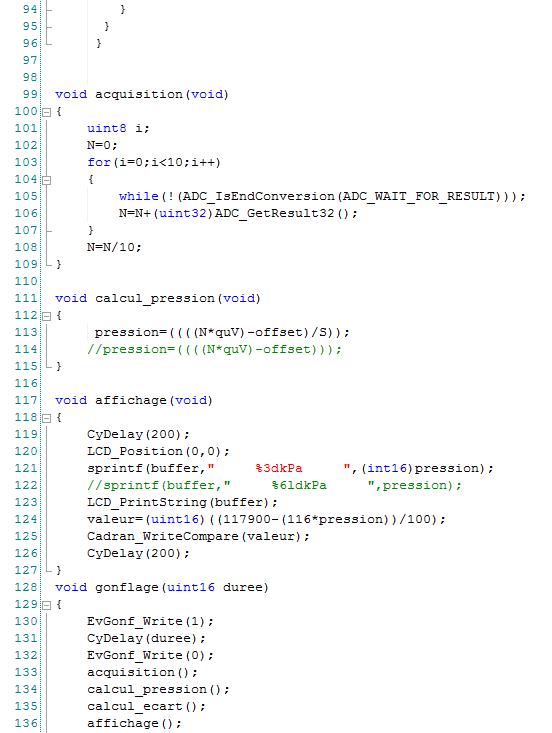 94 }
95 }
96 }
97
98
99 void acquisition(void)
100 {
101 uint8 i;
102 N=0;
103 for(i=0;i<10;i++)
104 {
105 while(!(ADC_IsEndConversion(ADC_WAIT_FOR_RESULT)));
106 N=N+(uint32)ADC_GetResult32();
107 }
108 N=N/10;
109 }
110
111 void calcul_pression(void)
112 {
113 pression=((((N*quV)-offset)/S));
114 //pression=((((N*quV)-offset)));
115 }
116
117 void affichage(void)
118 {
119 CyDelay(200);
120 LCD_Position(0,0);
121 sprintf(buffer,"     %3dkPa     ",(int16)pression);
122 //sprintf(buffer,"     %6ldkPa     ",pression);
123 LCD_PrintString(buffer);
124 valeur=(uint16)((117900-(116*pression))/100);
125 Cadran_WriteCompare(valeur);
126 CyDelay(200);
127 }
128 void gonflage(uint16 duree)
129 {
130 EvGonf_Write(1);
131 CyDelay(duree);
132 EvGonf_Write(0);
133 acquisition();
134 calcul_pression();
135 calcul_ecart();
136 affichage();